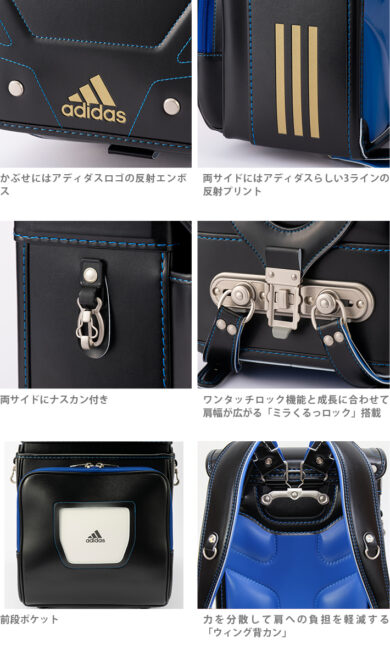 adidas
かぶせにはアディダスロゴの反射エンボ
ス
両サイドにはアディダスらしい3ラインの
反射プリント
両サイドにナスカン付き
ワンタッチロック機能と成長に合わせて
肩幅が広がる「ミラくるっロック」搭載
adidas
前段ポケット
力を分散して肩への負担を軽減する
「ウィング背カン」